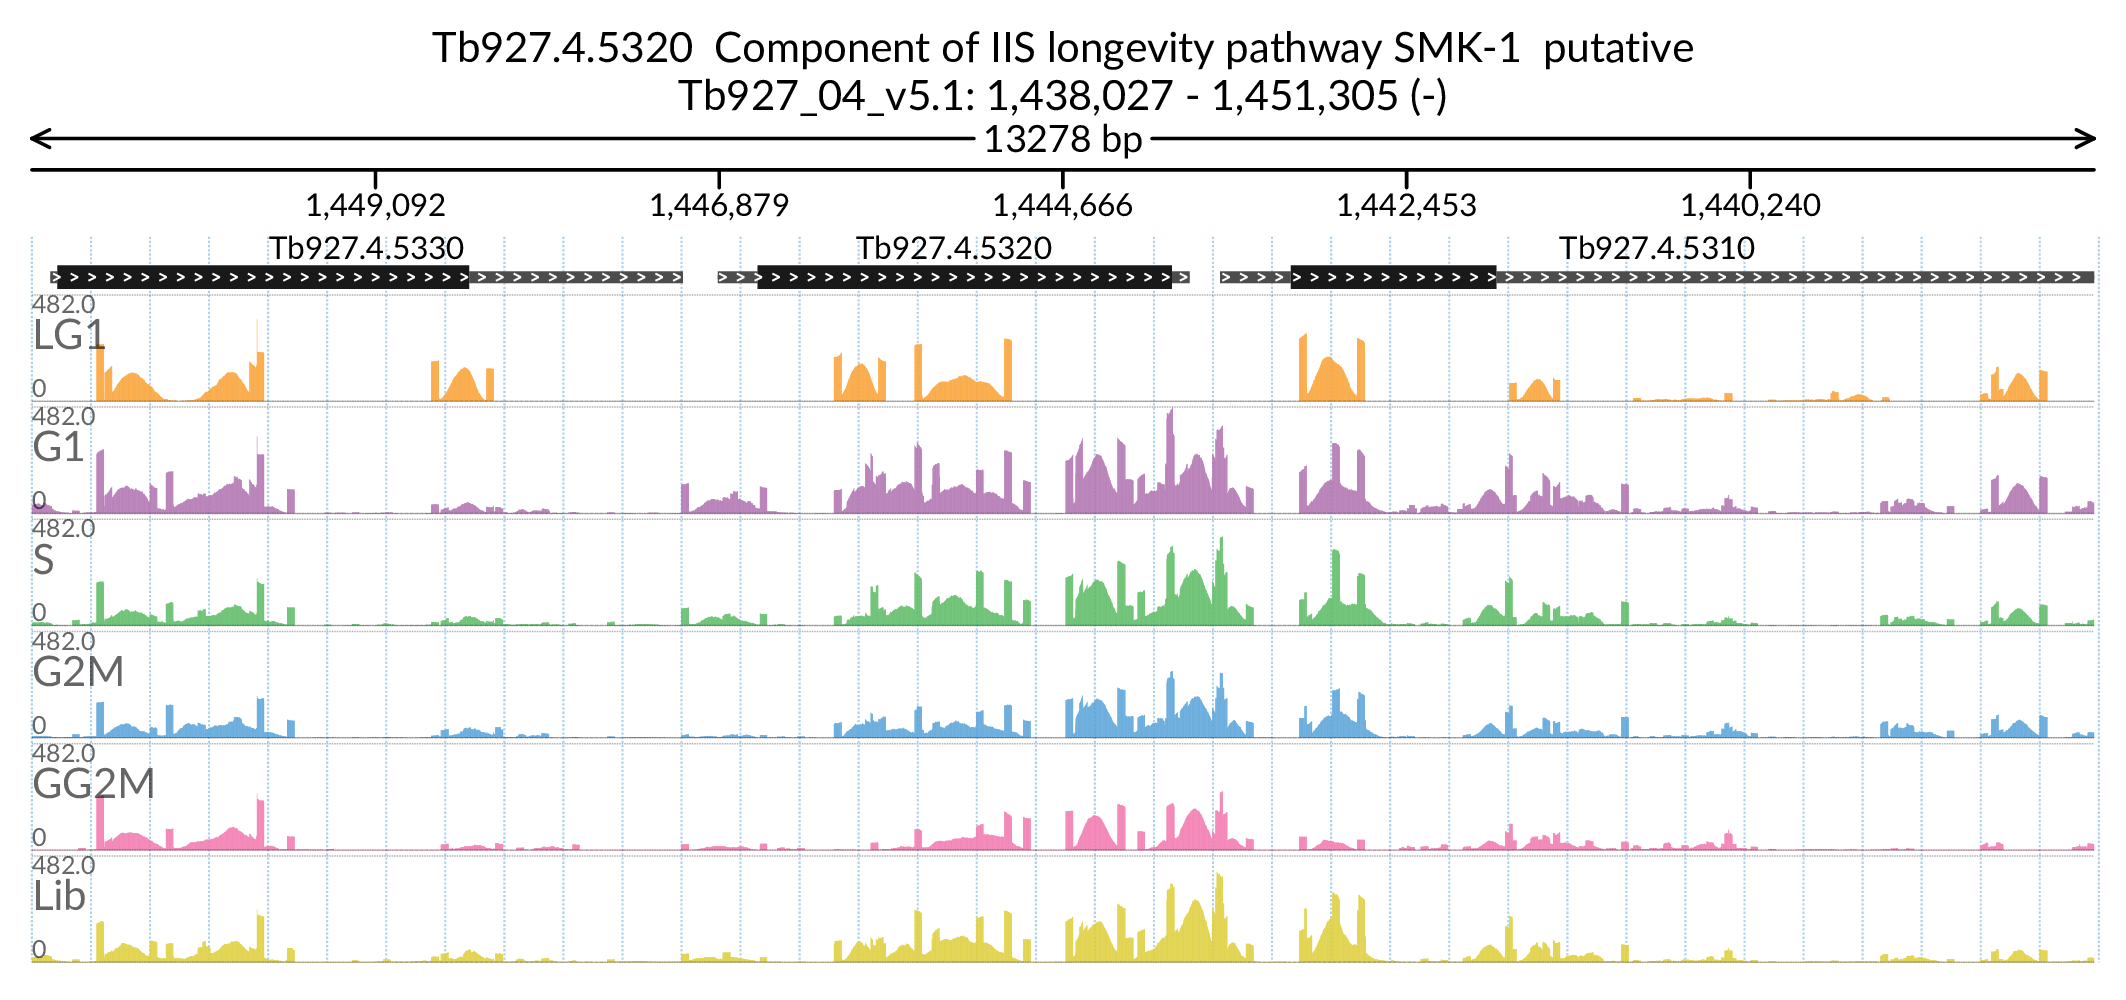 Tb927.4.5320  Component of IIS longevity pathway SMK-1  putative
Tb927_04_v5.1: 1,438,027 - 1,451,305 (-)
13278 bp
1,449,092 1,446,879 1,444,666 1,442,453 1,440,240
Tb927.4.5330 Tb927.4.5320 Tb927.4.5310
482.0
LG1
0
482.0
G1
0
482.0
S
0
482.0
G2M
0
482.0
GG2M
0
482.0
Lib
0